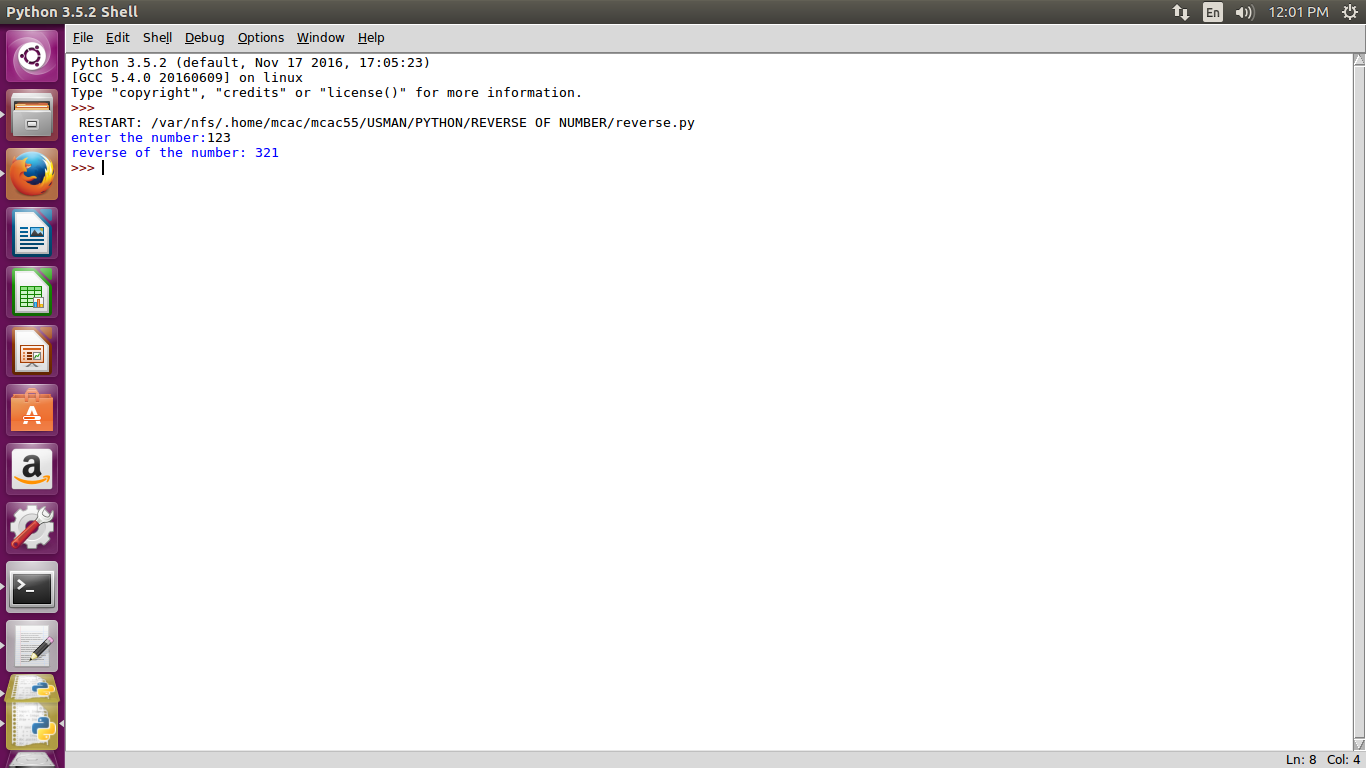 Python 3.5.2 Shell
En
12:01 PM
File Edit Shell Debug Options Window Help
Python 3.5.2 (default, Nov 17 2016, 17:05:23)
[GCC 5.4.0 20160609] on linux
Type "copyright", "credits" or "license()" for more information.
>>>
 RESTART: /var/nfs/.home/mcac/mcac55/USMAN/PYTHON/REVERSE OF NUMBER/reverse.py
enter the number:123
reverse of the number: 321
>>>
Ln: 8 Col: 4